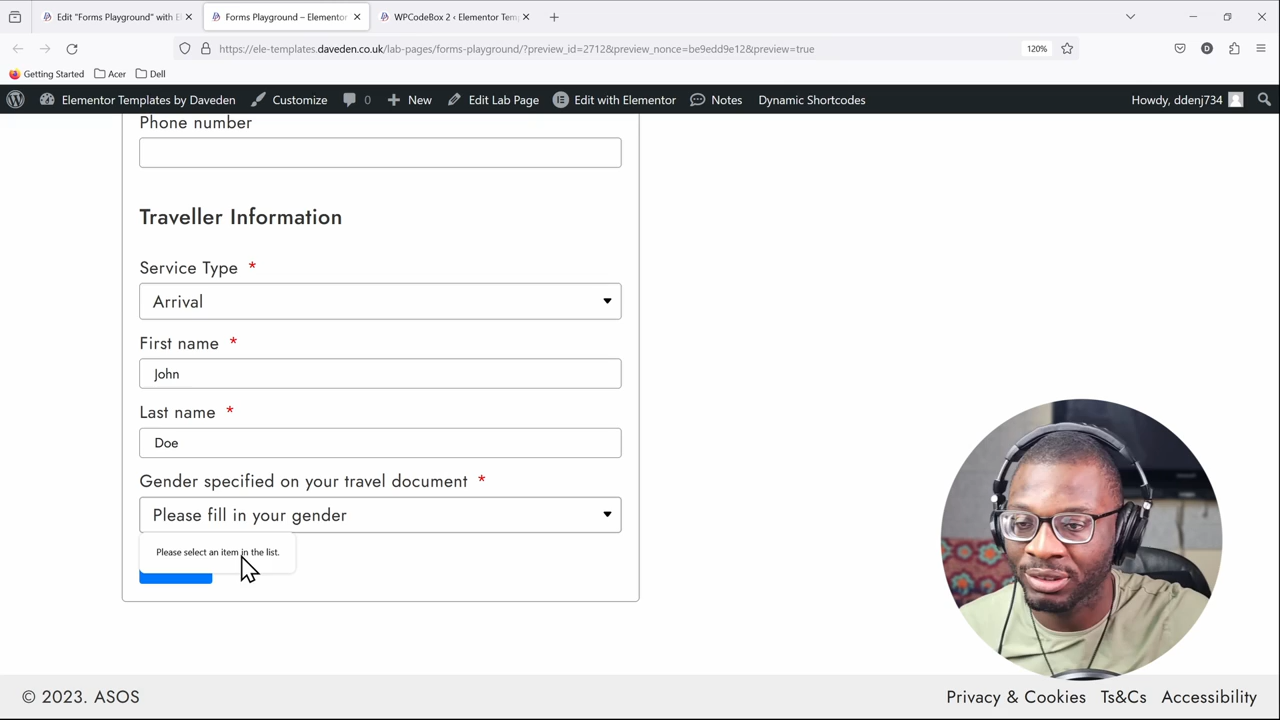 Edit "Forms Playground" with El
Forms Playground – Elementor
WPCodeBox 2 ‹ Elementor Tem
https://ele-templates.daveden.co.uk/lab-pages/forms-playground/?preview_id=2712&preview_nonce=be9edd9e12&preview=true
120%
D
Getting Started
Acer
Dell
Elementor Templates by Daveden
Customize
0
New
Edit Lab Page
Edit with Elementor
Notes
Dynamic Shortcodes
Howdy, ddenj734
Phone number
Traveller Information
Service Type *
Arrival
First name *
John
Last name *
Doe
Gender specified on your travel document *
Please fill in your gender
Please select an item in the list.
© 2023. ASOS
Privacy & Cookies
Ts&Cs
Accessibility